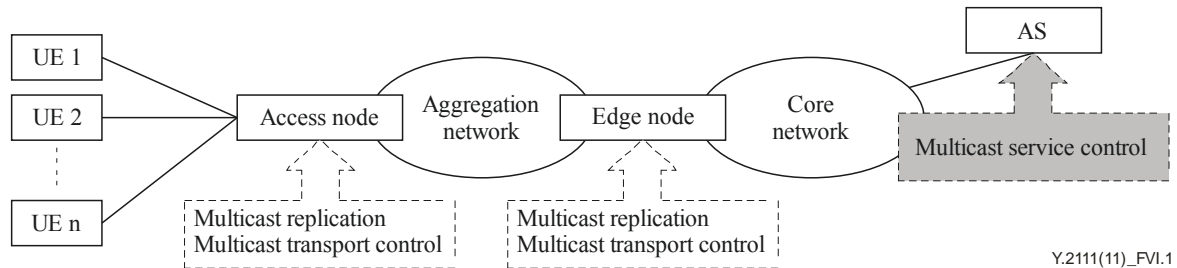 AS
UE 1
UE 2
UE n
Access node
Aggregation
network
Edge node
Core
network
Multicast service control
Multicast replication
Multicast transport control
Multicast replication
Multicast transport control
Y.2111(11)_FVI.1